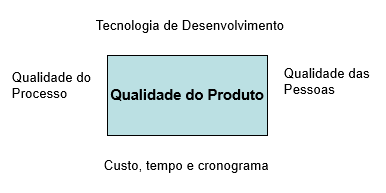 Tecnologia de Desenvolvimento
Qualidade do
Processo
Qualidade do Produto
Qualidade das
Pessoas
Custo, tempo e cronograma